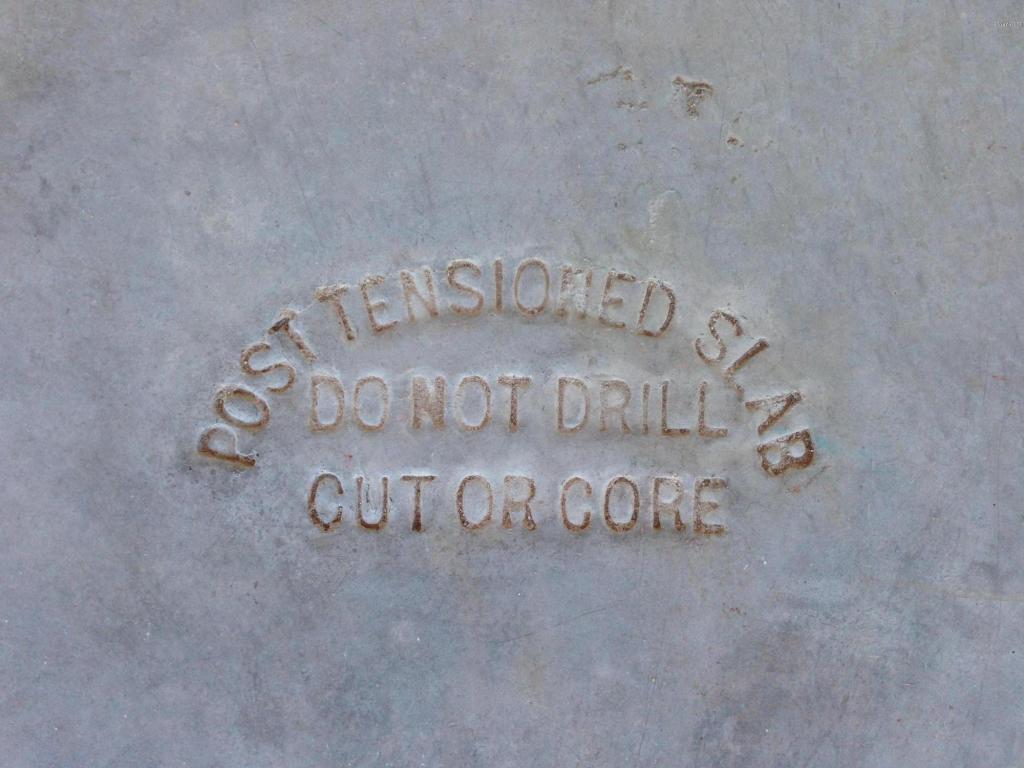 POST TENSIONED SLAB
DO NOT DRILL
CUT OR CORE